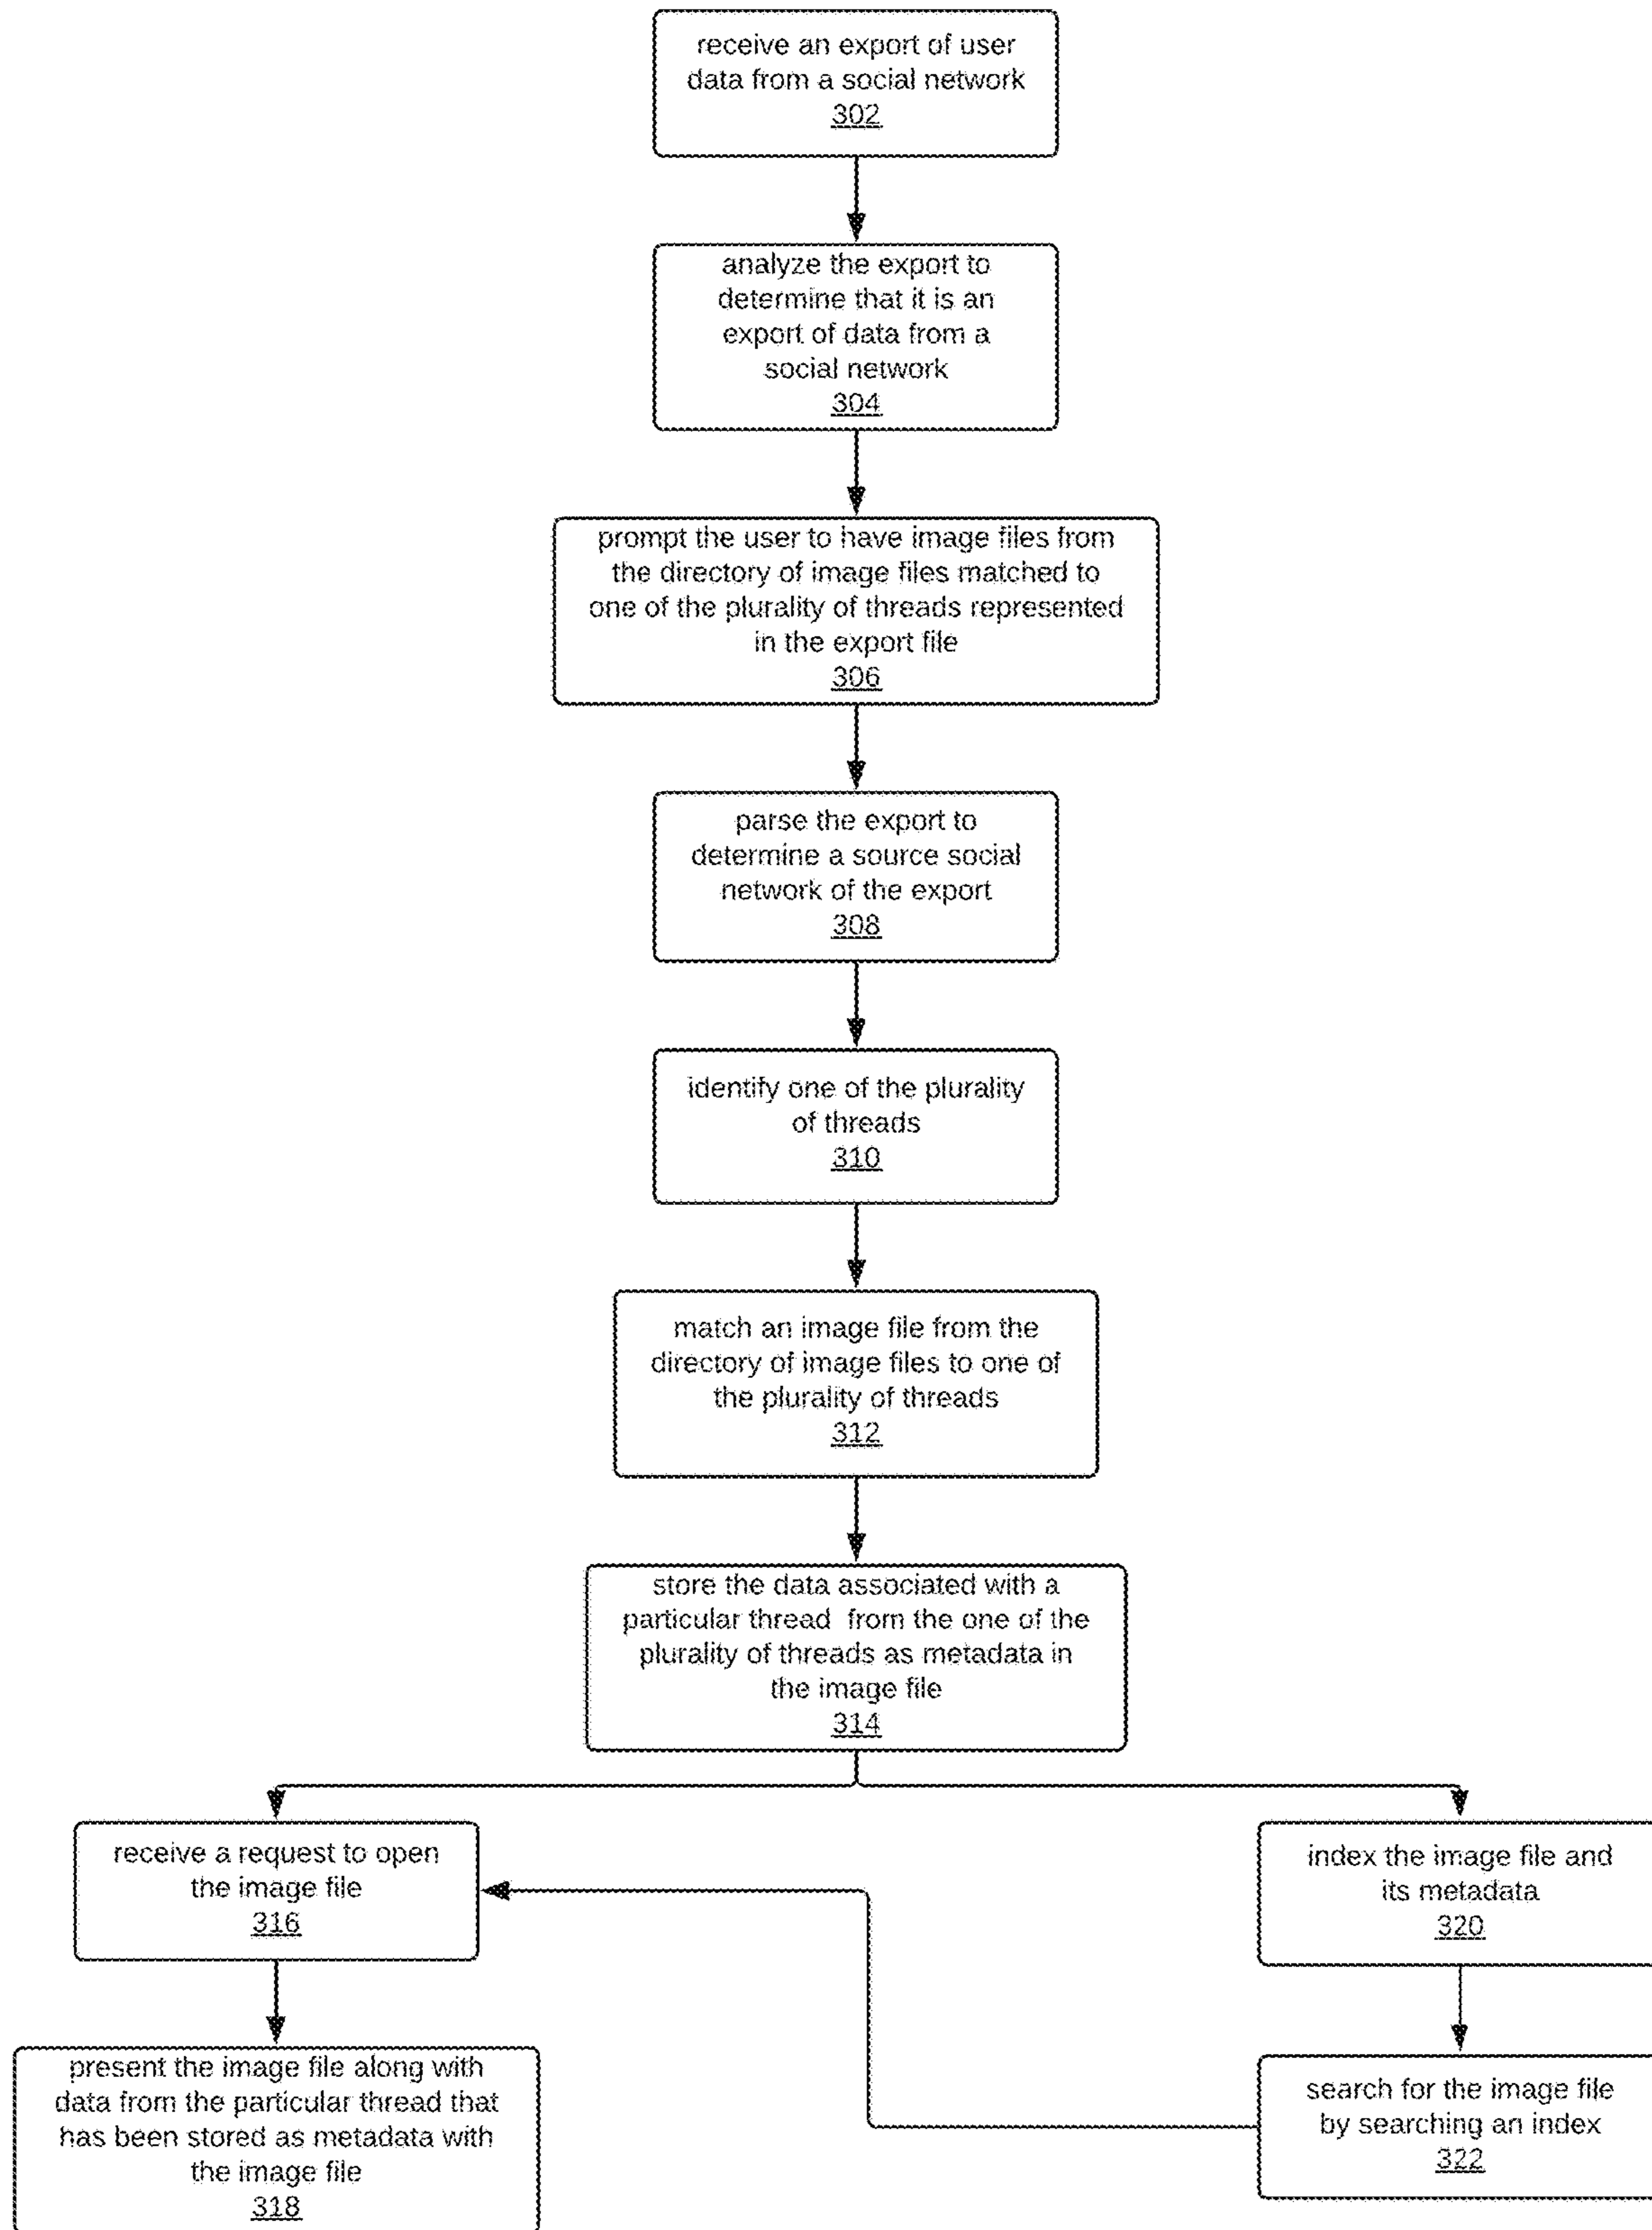 receive an export of user
data from a social network
302
analyze the export to
determine that it is an
export of data from a
social network
304
prompt the user to have image files from
the directory of image files matched to
one of the plurality of threads represented
in the export file
306
parse the export to
determine a source social
network of the export
308
identify one of the plurality
of threads
310
match an image file from the
directory of image files to one of
the plurality of threads
312
store the data associated with a
particular thread from the one of the
plurality of threads as metadata in
the image file
314
receive a request to open
the image file
316
present the image file along with
data from the particular thread that
has been stored as metadata with
the image file
318
index the image file and
its metadata
320
search for the image file
by searching an index
322